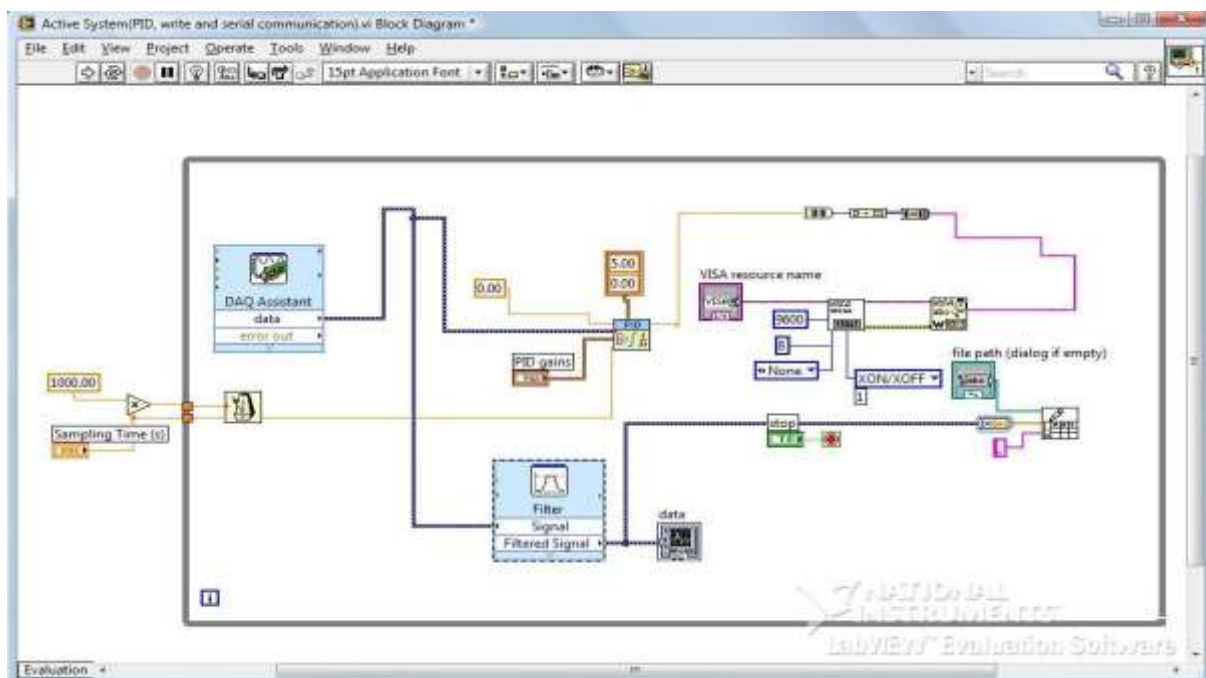 Active System(PID, write and serial communication).vi Block Diagram *
File Edit View Project Operate Tools Window Help
15pt Application Font
Search
DAQ Assistant
data
error out
0.00
5.00
0.00
PID
PID gains
VISA resource name
9600
8
None
XON/XOFF
1
file path (dialog if empty)
1000.00
Sampling Time (s)
stop
Filter
Signal
Filtered Signal
data
i
NATIONAL
INSTRUMENTS
LabVIEW™ Evaluation Software
Evaluation